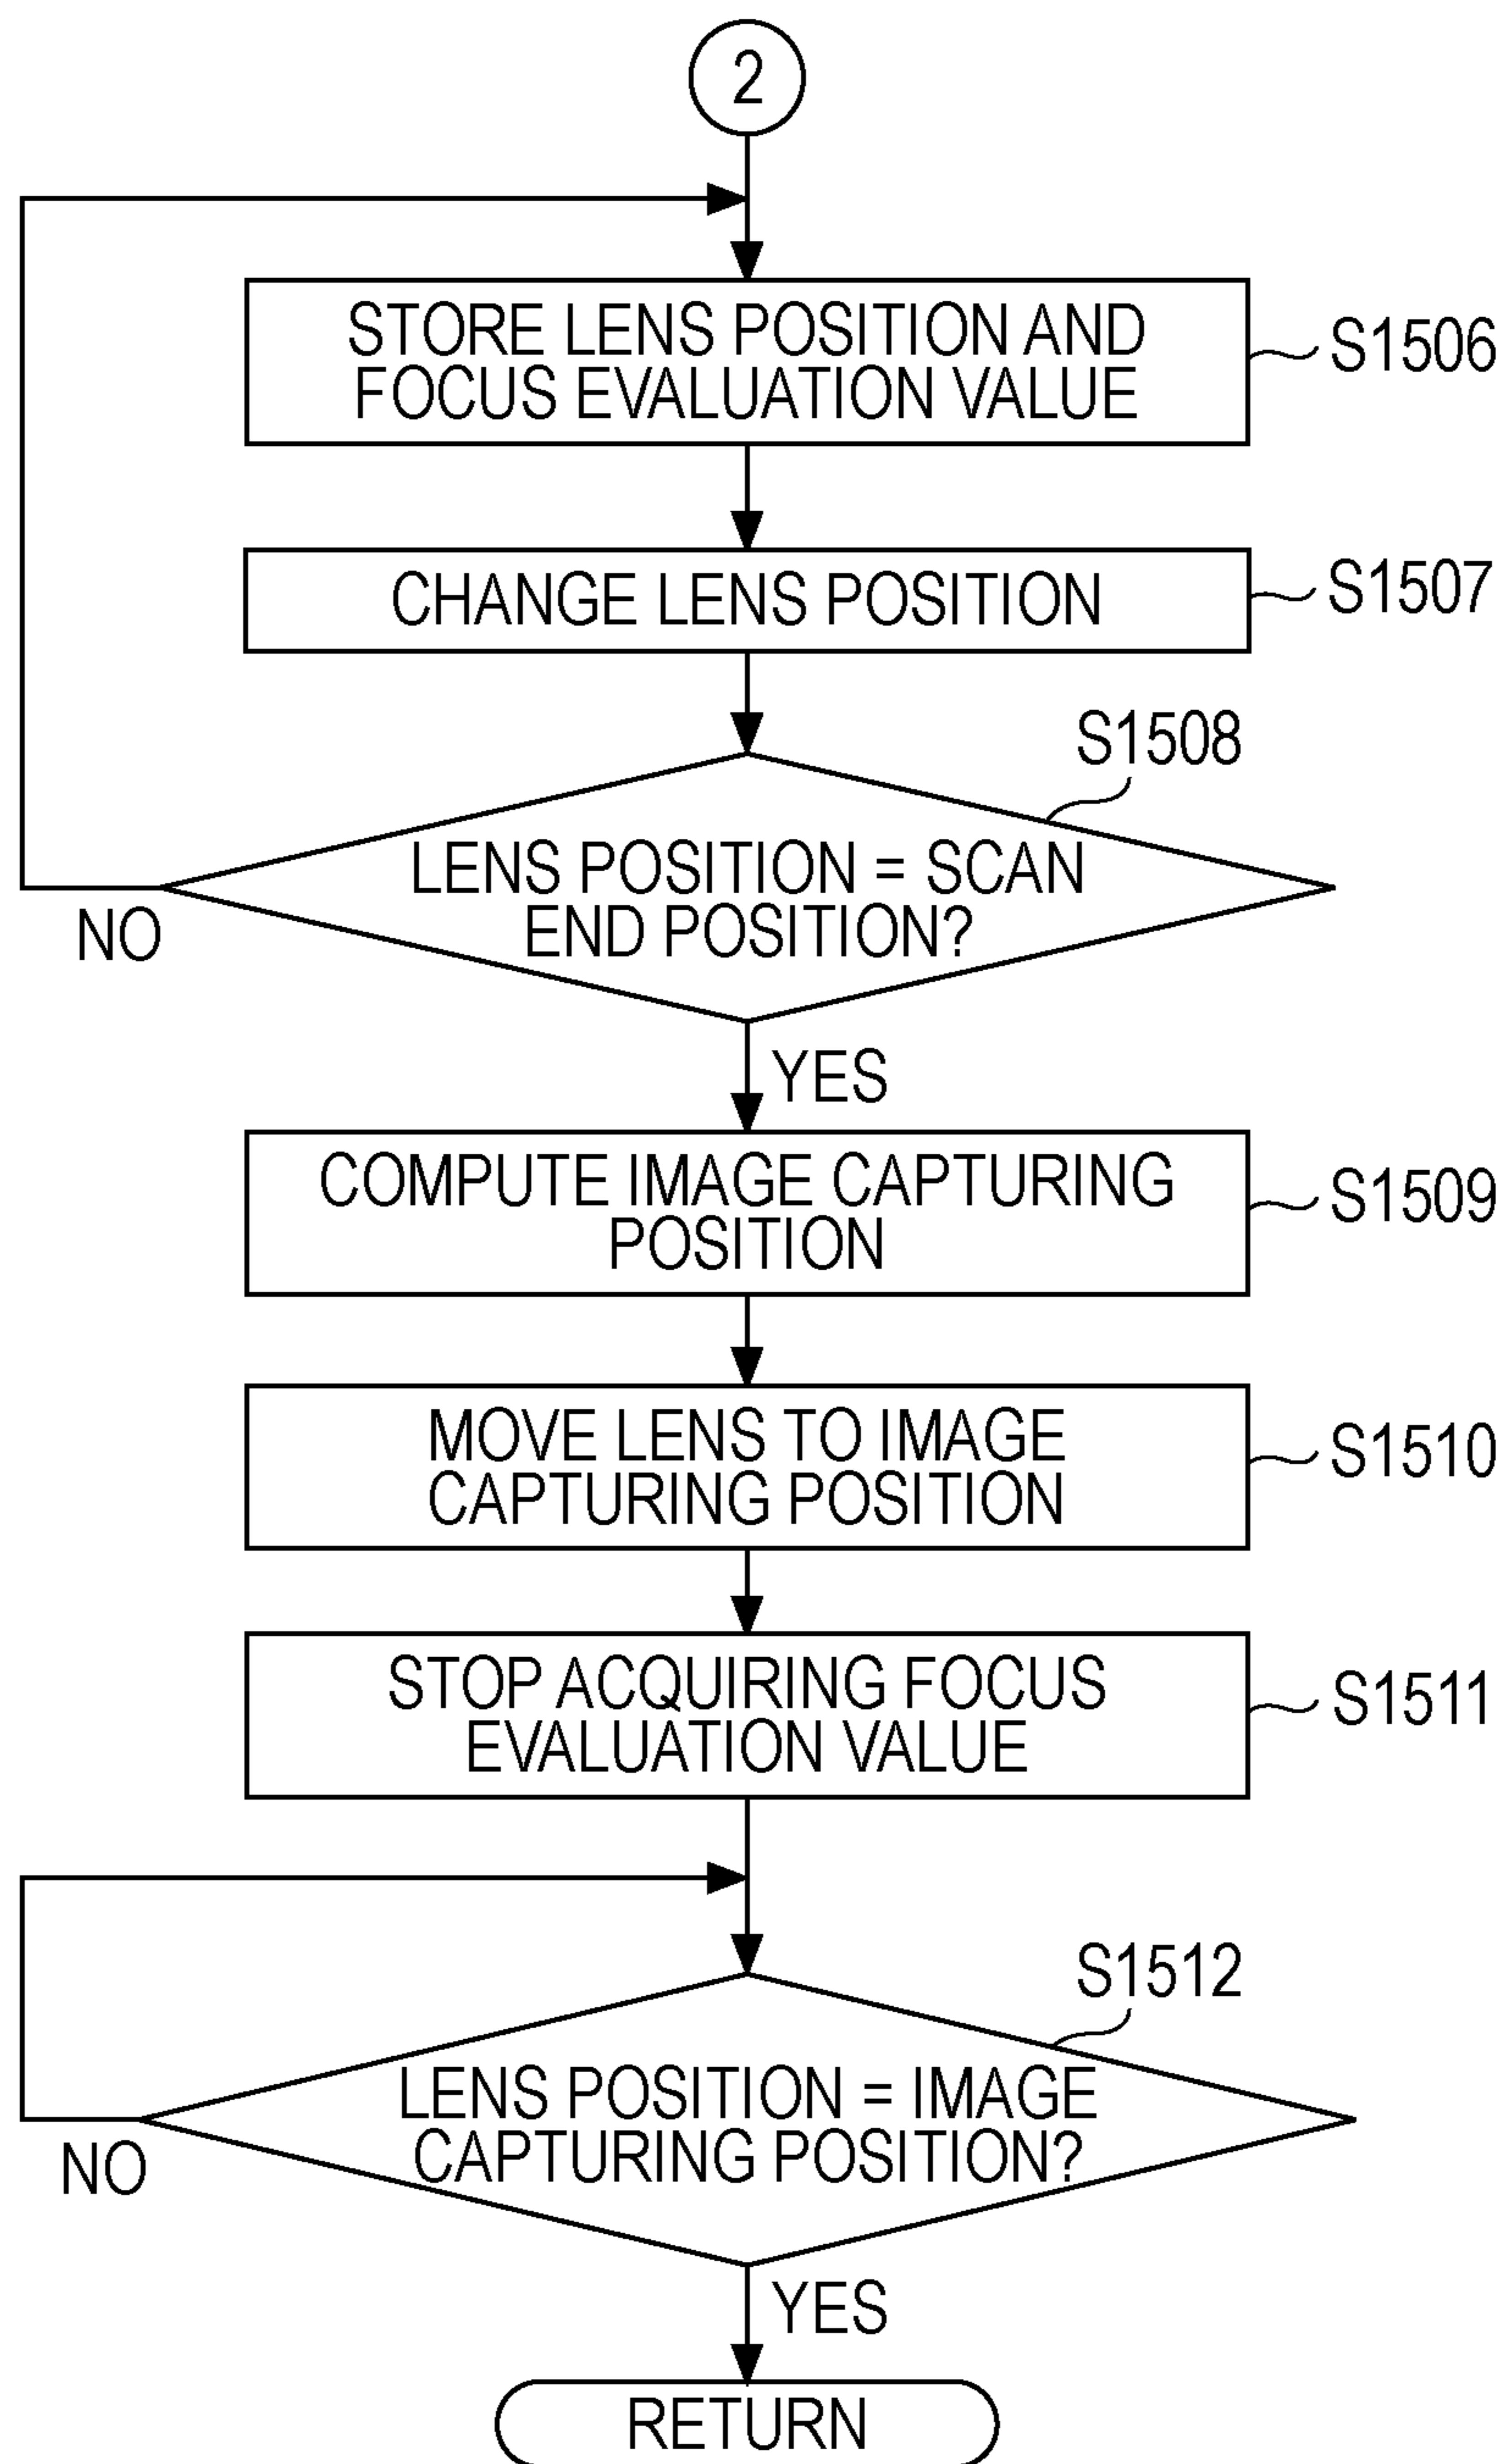 2
STORE LENS POSITION AND
FOCUS EVALUATION VALUE
S1506
CHANGE LENS POSITION
S1507
S1508
LENS POSITION = SCAN
END POSITION?
NO
YES
COMPUTE IMAGE CAPTURING
POSITION
S1509
MOVE LENS TO IMAGE
CAPTURING POSITION
S1510
STOP ACQUIRING FOCUS
EVALUATION VALUE
S1511
S1512
LENS POSITION = IMAGE
CAPTURING POSITION?
NO
YES
RETURN